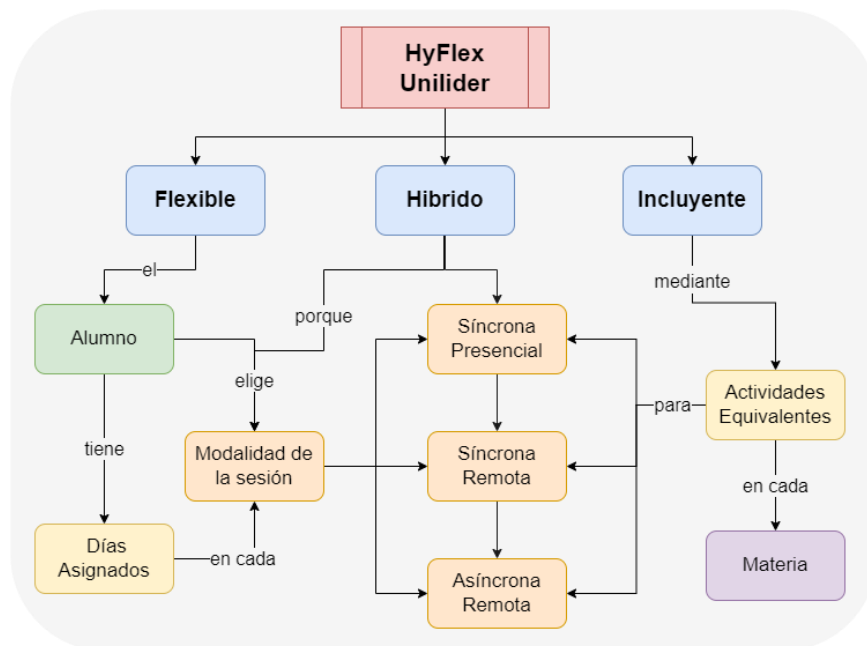 HyFlex
Unilider
Flexible
Hibrido
Incluyente
el
mediante
porque
Alumno
Síncrona
Presencial
elige
Actividades
Equivalentes
para
tiene
Modalidad de
la sesión
Síncrona
Remota
en cada
Días
Asignados
en cada
Asíncrona
Remota
Materia